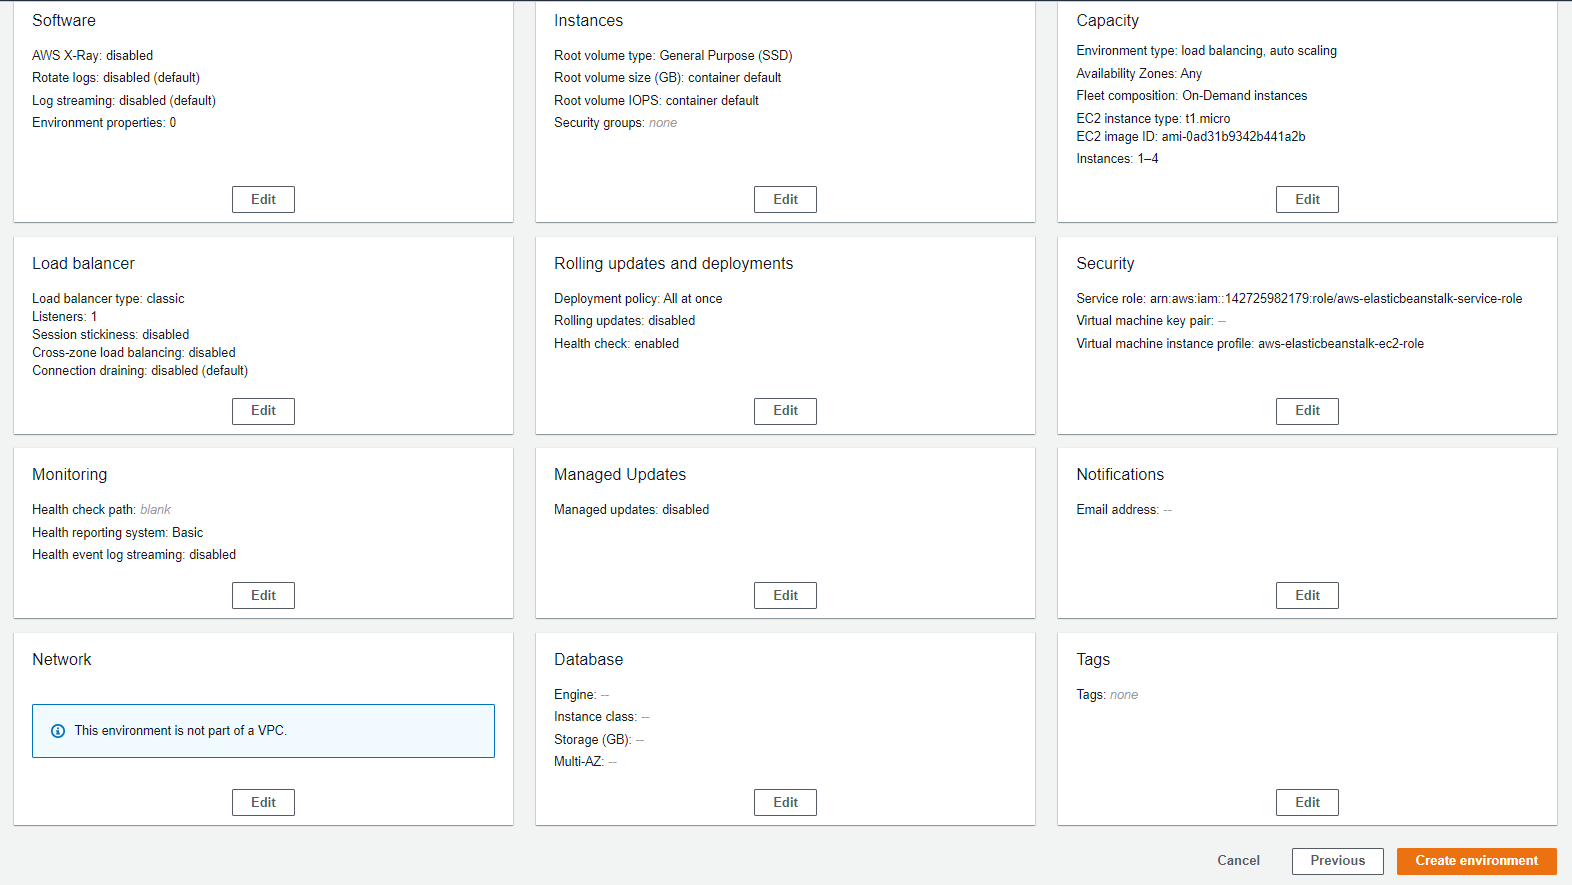 Software
AWS X-Ray: disabled
Rotate logs: disabled (default)
Log streaming: disabled (default)
Environment properties: 0
Edit
Instances
Root volume type: General Purpose (SSD)
Root volume size (GB): container default
Root volume IOPS: container default
Security groups: none
Edit
Capacity
Environment type: load balancing, auto scaling
Availability Zones: Any
Fleet composition: On-Demand instances
EC2 instance type: t1.micro
EC2 image ID: ami-0ad31b9342b441a2b
Instances: 1–4
Edit
Load balancer
Load balancer type: classic
Listeners: 1
Session stickiness: disabled
Cross-zone load balancing: disabled
Connection draining: disabled (default)
Edit
Rolling updates and deployments
Deployment policy: All at once
Rolling updates: disabled
Health check: enabled
Edit
Security
Service role: arn:aws:iam::142725982179:role/aws-elasticbeanstalk-service-role
Virtual machine key pair: --
Virtual machine instance profile: aws-elasticbeanstalk-ec2-role
Edit
Monitoring
Health check path: blank
Health reporting system: Basic
Health event log streaming: disabled
Edit
Managed Updates
Managed updates: disabled
Edit
Notifications
Email address: --
Edit
Network
This environment is not part of a VPC.
Edit
Database
Engine: --
Instance class: --
Storage (GB): --
Multi-AZ: --
Edit
Tags
Tags: none
Edit
Cancel
Previous
Create environment